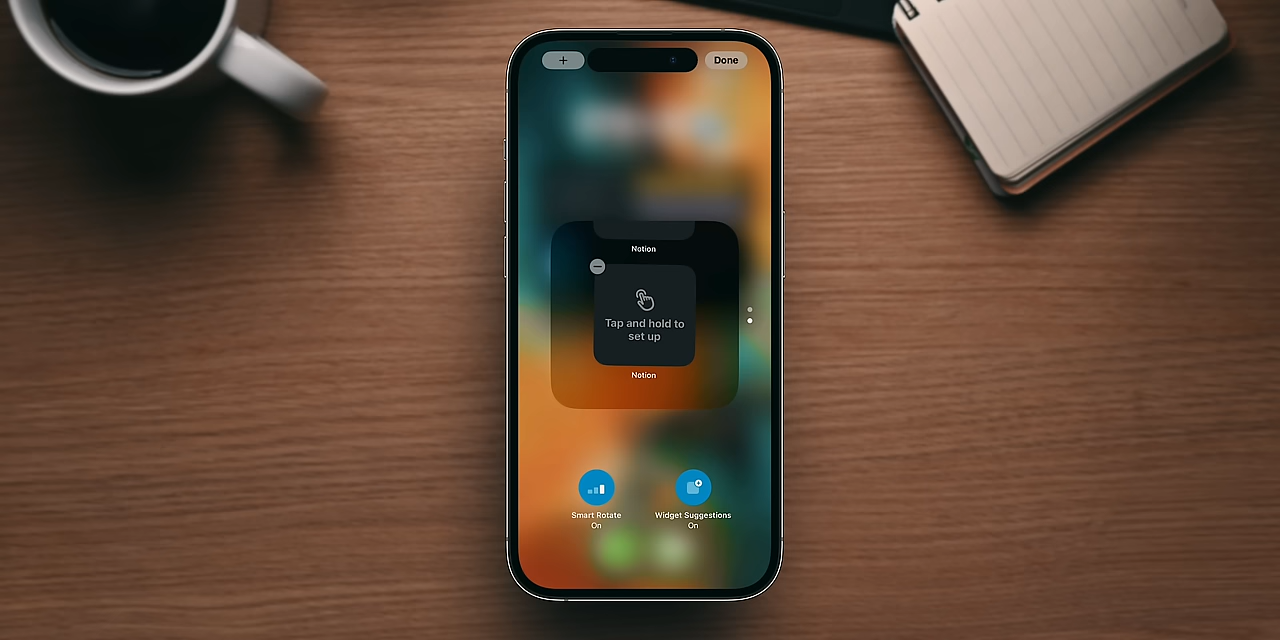 +
Done
Notion
Tap and hold to
set up
Notion
Smart Rotate
On
Widget Suggestions
On